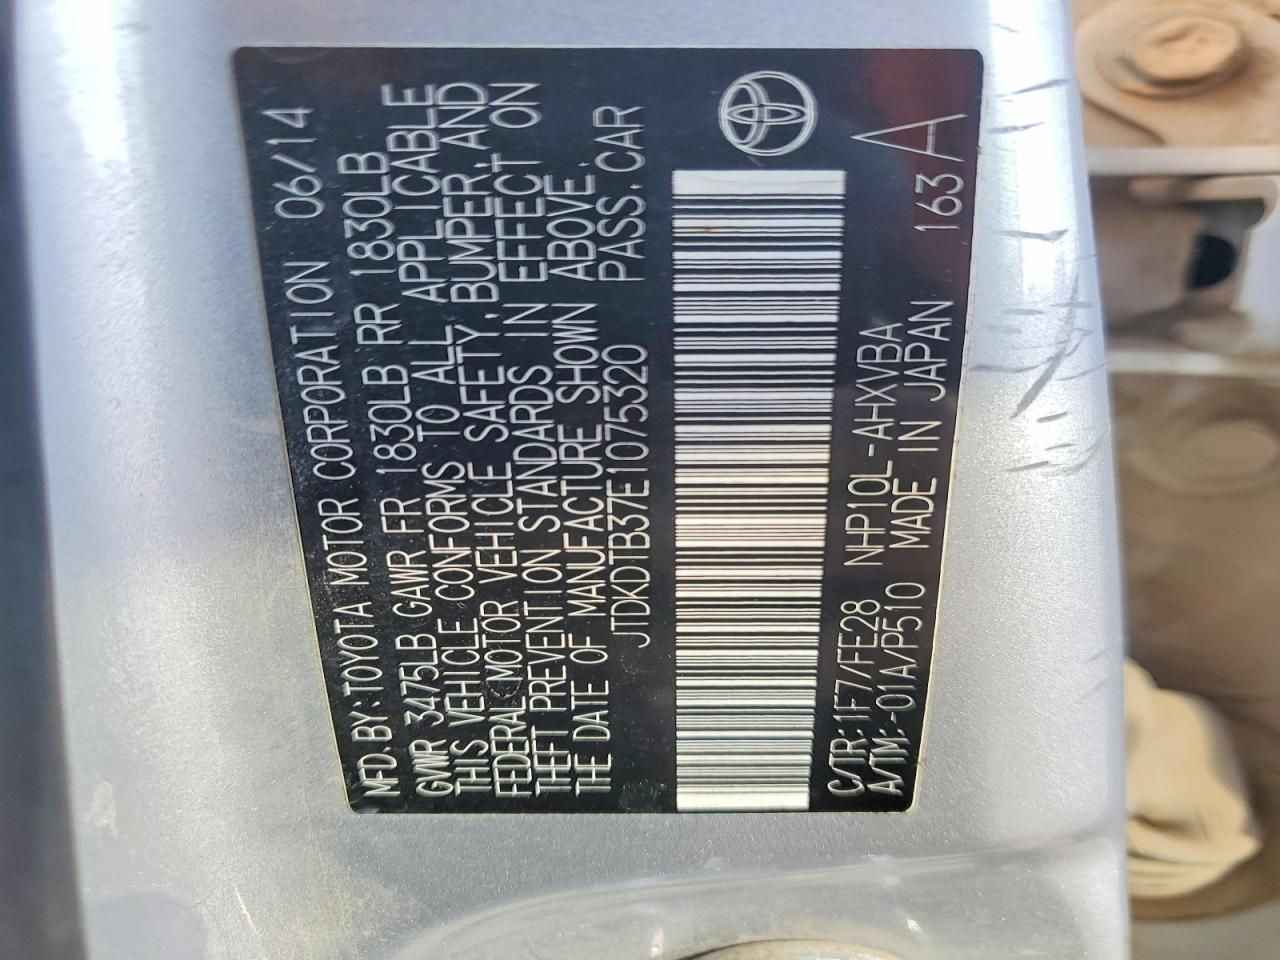 MFD.BY:TOYOTA MOTOR CORPORATION 06/14
GVWR 3475LB GAWR FR 1830LB RR 1830LB
THIS VEHICLE CONFORMS TO ALL APPLICABLE
FEDERAL MOTOR VEHICLE SAFETY, BUMPER, AND
THEFT PREVENTION STANDARDS IN EFFECT ON
THE DATE OF MANUFACTURE SHOWN ABOVE.
JTDKDTB37E1075320 PASS.CAR
C/TR:1F7/FE28 NHP10L-AHXVBA
A/TM:-01A/P510 MADE IN JAPAN 163 A